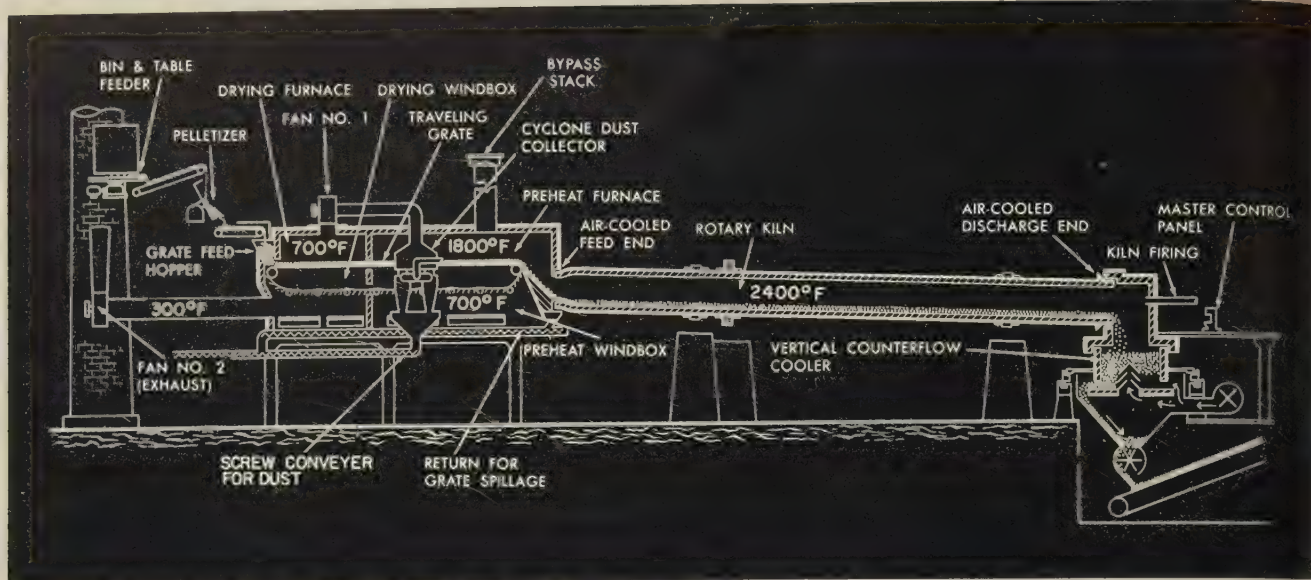 BIN & TABLE
FEEDER
DRYING FURNACE
DRYING WINDBOX
BYPASS
STACK
PELLETIZER
FAN NO. 1
TRAVELING
GRATE
CYCLONE DUST
COLLECTOR
PREHEAT FURNACE
AIR-COOLED
FEED END
ROTARY KILN
AIR-COOLED
DISCHARGE END
MASTER CONTROL
PANEL
KILN FIRING
GRATE FEED
HOPPER
700°F
1800°F
2400°F
300°F
700°F
PREHEAT WINDBOX
VERTICAL COUNTERFLOW
COOLER
FAN NO. 2
(EXHAUST)
SCREW CONVEYER
FOR DUST
RETURN FOR
GRATE SPILLAGE